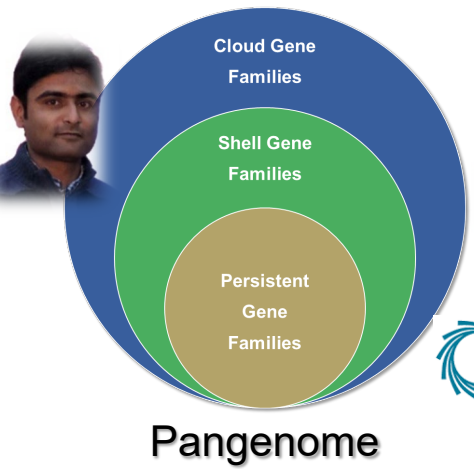 Cloud Gene
Families
Shell Gene
Families
Persistent
Gene
Families
Pangenome